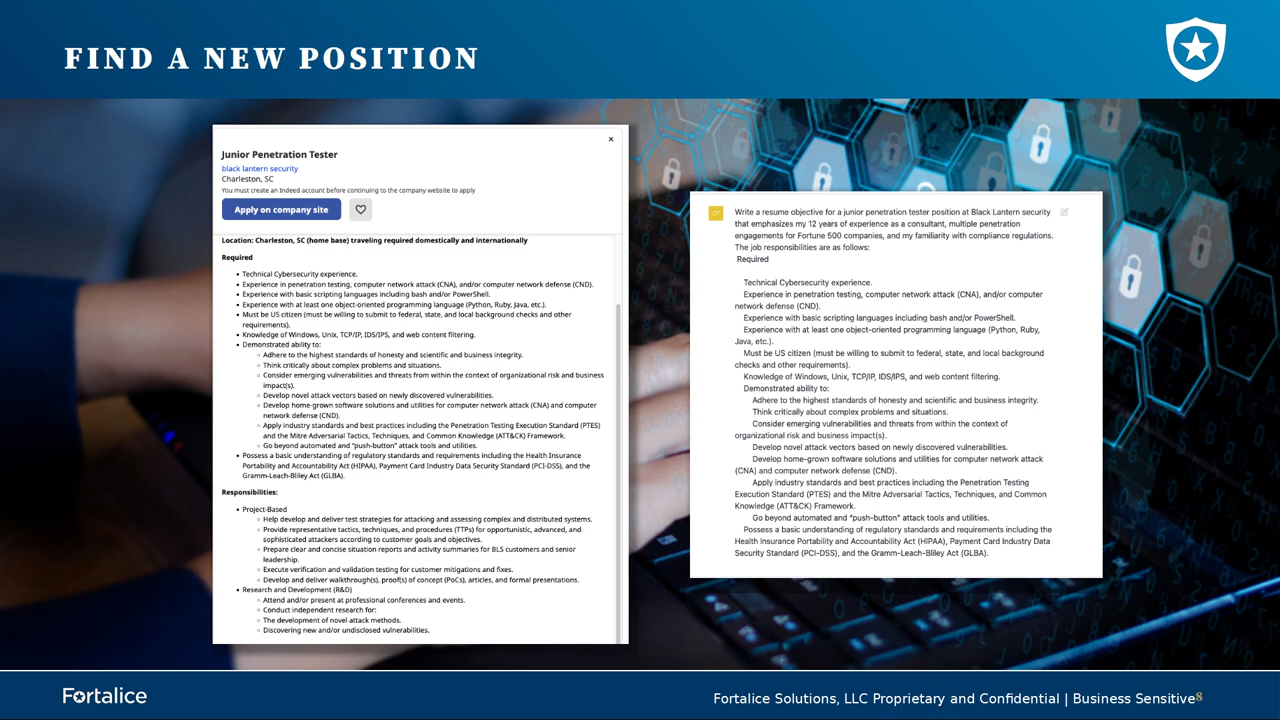 FIND A NEW POSITION
×
Junior Penetration Tester
black lantern security
Charleston, SC
You must create an Indeed account before continuing to the company website to apply
Apply on company site
Location: Charleston, SC (home base) traveling required domestically and internationally
Required
• Technical Cybersecurity experience.
• Experience in penetration testing, computer network attack (CNA), and/or computer network defense (CND).
• Experience with basic scripting languages including bash and/or PowerShell.
• Experience with at least one object-oriented programming language (Python, Ruby, Java, etc.).
• Must be US citizen (must be willing to submit to federal, state, and local background checks and other
requirements).
• Knowledge of Windows, Unix, TCP/IP, IDS/IPS, and web content filtering.
• Demonstrated ability to:
◦ Adhere to the highest standards of honesty and scientific and business integrity.
◦ Think critically about complex problems and situations.
◦ Consider emerging vulnerabilities and threats from within the context of organizational risk and business
impact(s).
◦ Develop novel attack vectors based on newly discovered vulnerabilities.
◦ Develop home-grown software solutions and utilities for computer network attack (CNA) and computer
network defense (CND).
◦ Apply industry standards and best practices including the Penetration Testing Execution Standard (PTES)
and the Mitre Adversarial Tactics, Techniques, and Common Knowledge (ATT&CK) Framework.
◦ Go beyond automated and “push-button” attack tools and utilities.
• Possess a basic understanding of regulatory standards and requirements including the Health Insurance
Portability and Accountability Act (HIPAA), Payment Card Industry Data Security Standard (PCI-DSS), and the
Gramm-Leach-Bliley Act (GLBA).
Responsibilities:
• Project-Based
◦ Help develop and deliver test strategies for attacking and assessing complex and distributed systems.
◦ Provide representative tactics, techniques, and procedures (TTPs) for opportunistic, advanced, and
sophisticated attackers according to customer goals and objectives.
◦ Prepare clear and concise situation reports and activity summaries for BLS customers and senior
leadership.
◦ Execute verification and validation testing for customer mitigations and fixes.
◦ Develop and deliver walkthrough(s), proof(s) of concept (PoCs), articles, and formal presentations.
• Research and Development (R&D)
◦ Attend and/or present at professional conferences and events.
◦ Conduct independent research for:
◦ The development of novel attack methods.
◦ Discovering new and/or undisclosed vulnerabilities.
Write a resume objective for a junior penetration tester position at Black Lantern security
that emphasizes my 12 years of experience as a consultant, multiple penetration
engagements for Fortune 500 companies, and my familiarity with compliance regulations.
The job responsibilities are as follows:
Required
Technical Cybersecurity experience.
Experience in penetration testing, computer network attack (CNA), and/or computer
network defense (CND).
Experience with basic scripting languages including bash and/or PowerShell.
Experience with at least one object-oriented programming language (Python, Ruby,
Java, etc.).
Must be US citizen (must be willing to submit to federal, state, and local background
checks and other requirements).
Knowledge of Windows, Unix, TCP/IP, IDS/IPS, and web content filtering.
Demonstrated ability to:
Adhere to the highest standards of honesty and scientific and business integrity.
Think critically about complex problems and situations.
Consider emerging vulnerabilities and threats from within the context of
organizational risk and business impact(s).
Develop novel attack vectors based on newly discovered vulnerabilities.
Develop home-grown software solutions and utilities for computer network attack
(CNA) and computer network defense (CND).
Apply industry standards and best practices including the Penetration Testing
Execution Standard (PTES) and the Mitre Adversarial Tactics, Techniques, and Common
Knowledge (ATT&CK) Framework.
Go beyond automated and “push-button” attack tools and utilities.
Possess a basic understanding of regulatory standards and requirements including the
Health Insurance Portability and Accountability Act (HIPAA), Payment Card Industry Data
Security Standard (PCI-DSS), and the Gramm-Leach-Bliley Act (GLBA).
Fortalice
Fortalice Solutions, LLC Proprietary and Confidential | Business Sensitive 8